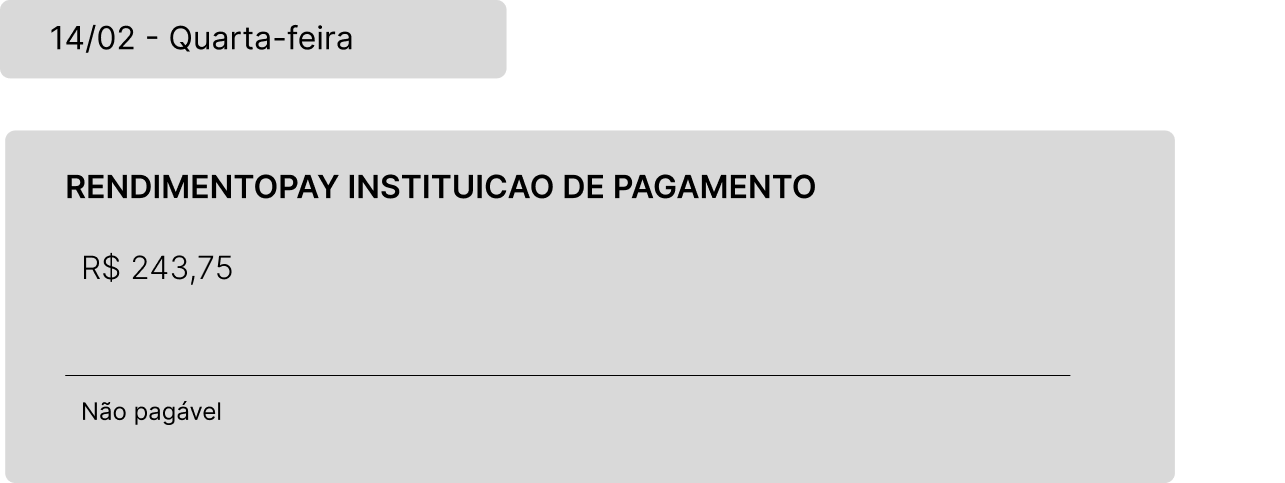 14/02 - Quarta-feira
RENDIMENTOPAY INSTITUICAO DE PAGAMENTO
R$ 243,75
Não pagável